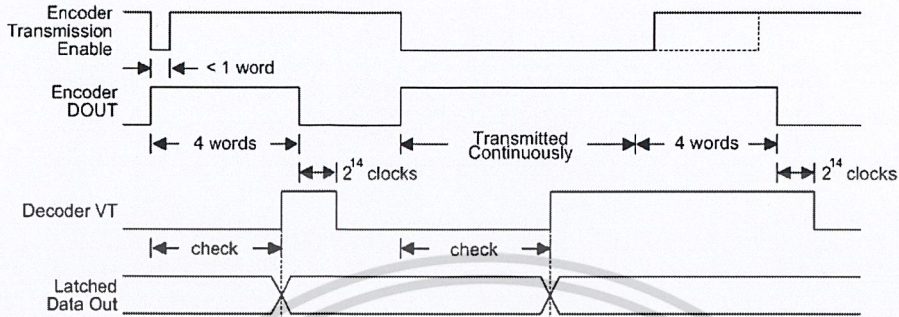 Encoder
Transmission
Enable
< 1 word
Encoder
DOUT
4 words
Transmitted
Continuously
4 words
2^14 clocks
2^14 clocks
Decoder VT
check
check
Latched
Data Out